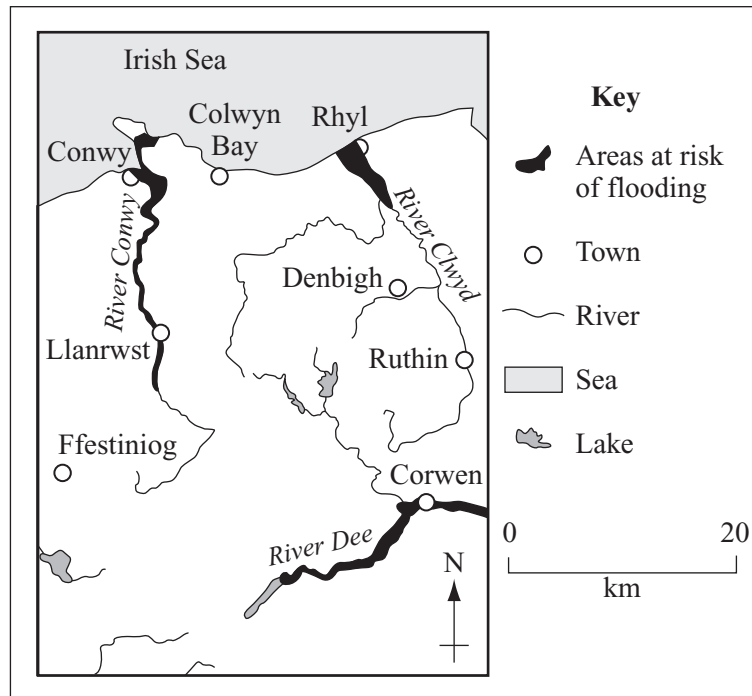 Irish Sea
Colwyn
Bay
Rhyl
Conwy
River Conwy
River Clwyd
Denbigh
Llanrwst
Ruthin
Ffestiniog
Corwen
River Dee
N
Key
Areas at risk
of flooding
Town
River
Sea
Lake
0
20
km